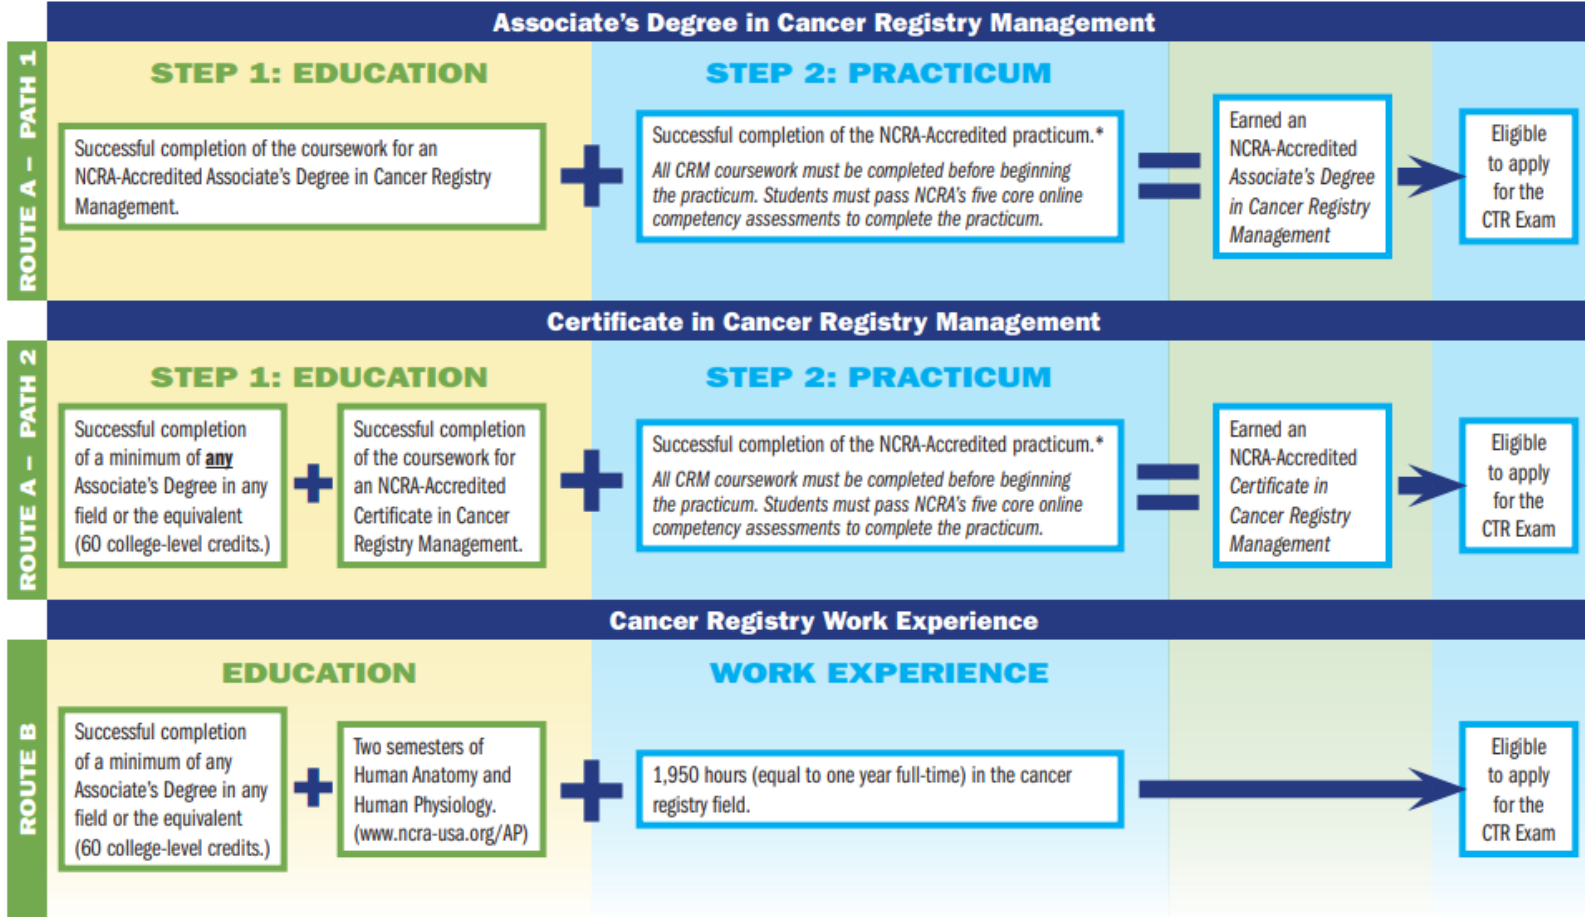 Associate's Degree in Cancer Registry Management
ROUTE A – PATH 1
STEP 1: EDUCATION
Successful completion of the coursework for an
NCRA-Accredited Associate's Degree in Cancer Registry
Management.
STEP 2: PRACTICUM
Successful completion of the NCRA-Accredited practicum.*
All CRM coursework must be completed before beginning
the practicum. Students must pass NCRA's five core online
competency assessments to complete the practicum.
Earned an
NCRA-Accredited
Associate's Degree
in Cancer Registry
Management
Eligible
to apply
for the
CTR Exam
Certificate in Cancer Registry Management
ROUTE A – PATH 2
STEP 1: EDUCATION
Successful completion
of a minimum of any
Associate's Degree in any
field or the equivalent
(60 college-level credits.)
Successful completion
of the coursework for
an NCRA-Accredited
Certificate in Cancer
Registry Management.
STEP 2: PRACTICUM
Successful completion of the NCRA-Accredited practicum.*
All CRM coursework must be completed before beginning
the practicum. Students must pass NCRA's five core online
competency assessments to complete the practicum.
Earned an
NCRA-Accredited
Certificate in
Cancer Registry
Management
Eligible
to apply
for the
CTR Exam
Cancer Registry Work Experience
ROUTE B
EDUCATION
Successful completion
of a minimum of any
Associate's Degree in any
field or the equivalent
(60 college-level credits.)
Two semesters of
Human Anatomy and
Human Physiology.
(www.ncra-usa.org/AP)
WORK EXPERIENCE
1,950 hours (equal to one year full-time) in the cancer
registry field.
Eligible
to apply
for the
CTR Exam